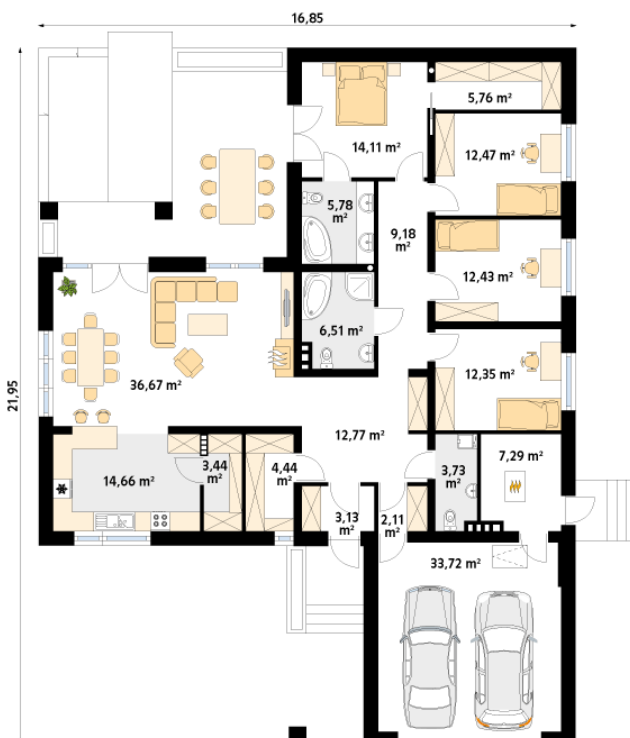 16,85
5,76 m²
14,11 m²
12,47 m²
5,78
m²
9,18
m²
12,43 m²
6,51 m²
21,95
36,67 m²
12,35 m²
12,77 m²
14,66 m²
3,44
m²
4,44
m²
3,73
m²
7,29 m²
3,13
m²
2,11
m²
33,72 m²